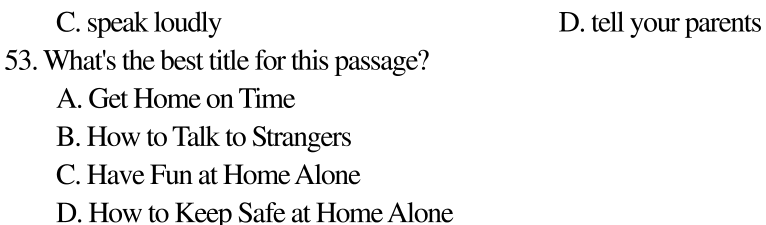 C. speak loudly D. tell your parents
53. What's the best title for this passage?
A. Get Home on Time
B. How to Talk to Strangers
C. Have Fun at Home Alone
D. How to Keep Safe at Home Alone